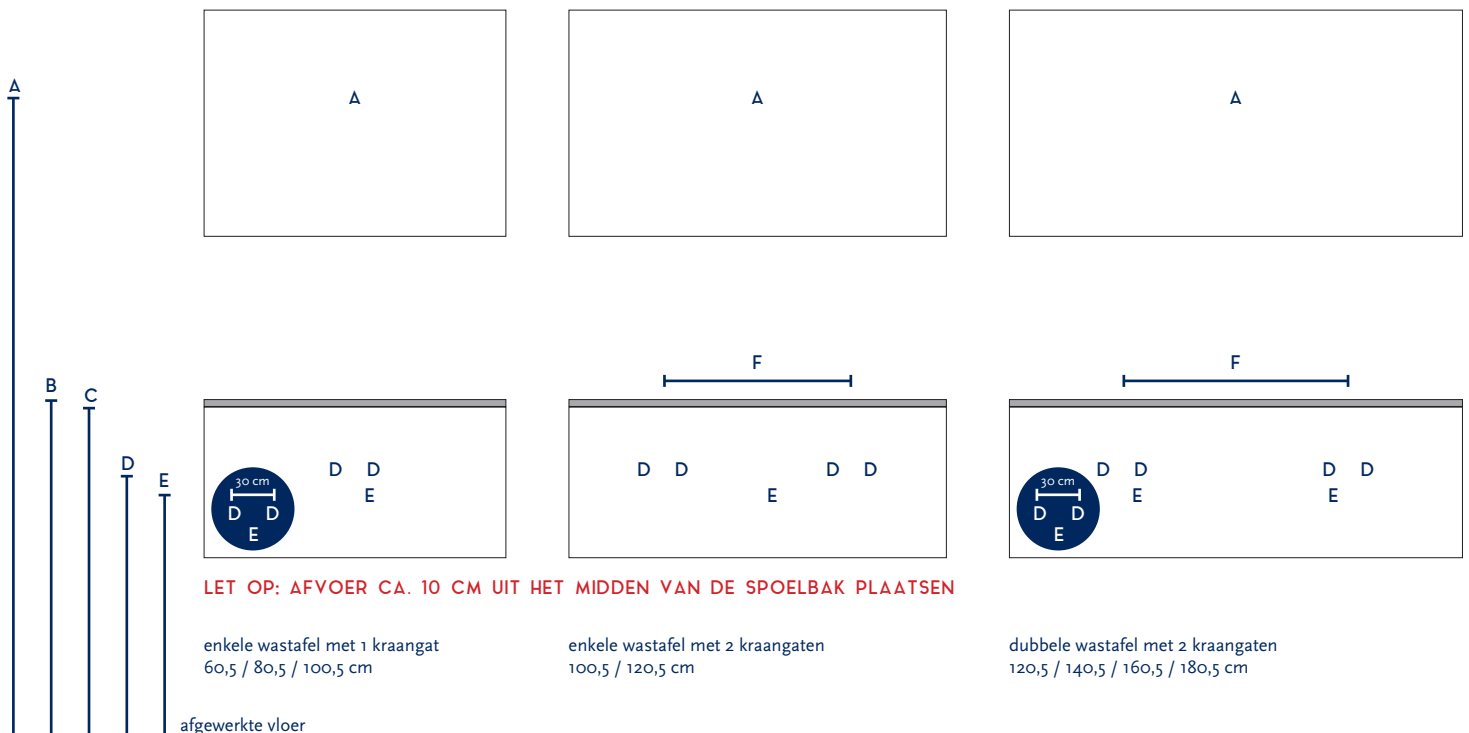 A
A
A
A
B
C
D
E
F
F
D D
E
30 cm
D D
E
D D
D D
E
D D
E
D D
E
30 cm
D D
E
LET OP: AFVOER CA. 10 CM UIT HET MIDDEN VAN DE SPOELBAK PLAATSEN
enkele wastafel met 1 kraangat
60,5 / 80,5 / 100,5 cm
enkele wastafel met 2 kraangaten
100,5 / 120,5 cm
dubbele wastafel met 2 kraangaten
120,5 / 140,5 / 160,5 / 180,5 cm
afgewerkte vloer